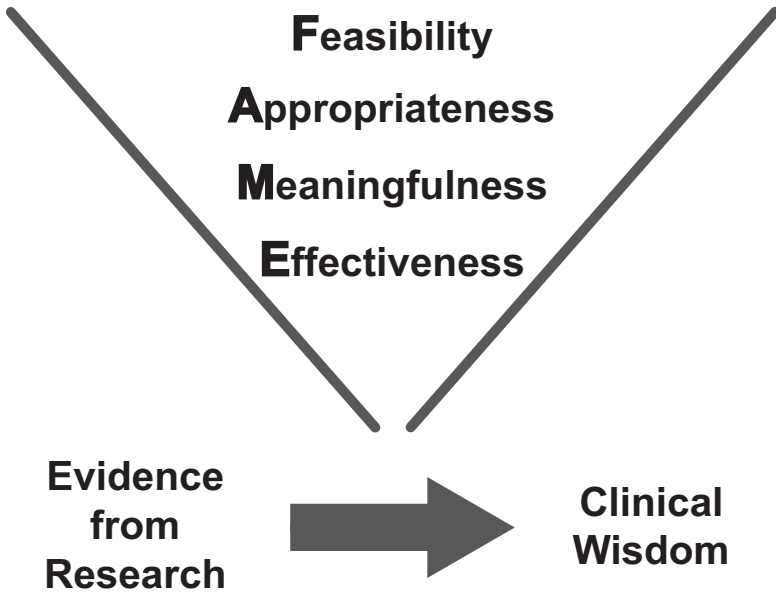 Feasibility
Appropriateness
Meaningfulness
Effectiveness
Evidence
from
Research
Clinical
Wisdom